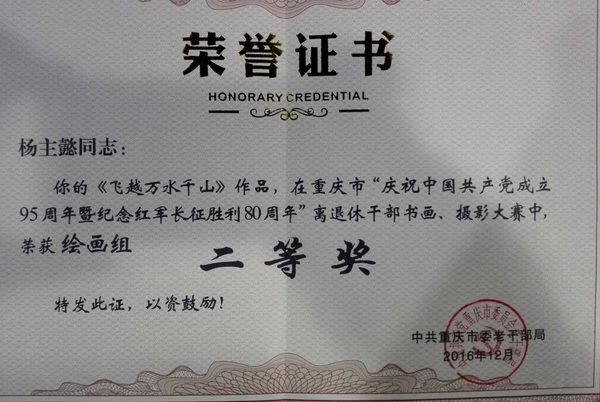 荣誉证书
HONORARY CREDENTIAL
杨主懿同志：
你的《飞越万水千山》作品，在重庆市“庆祝中国共产党成立
95周年暨纪念红军长征胜利80周年”离退休干部书画、摄影大赛中，
荣获 绘画组
二等奖
特发此证，以资鼓励！
中共重庆市委老干部局
2016年12月